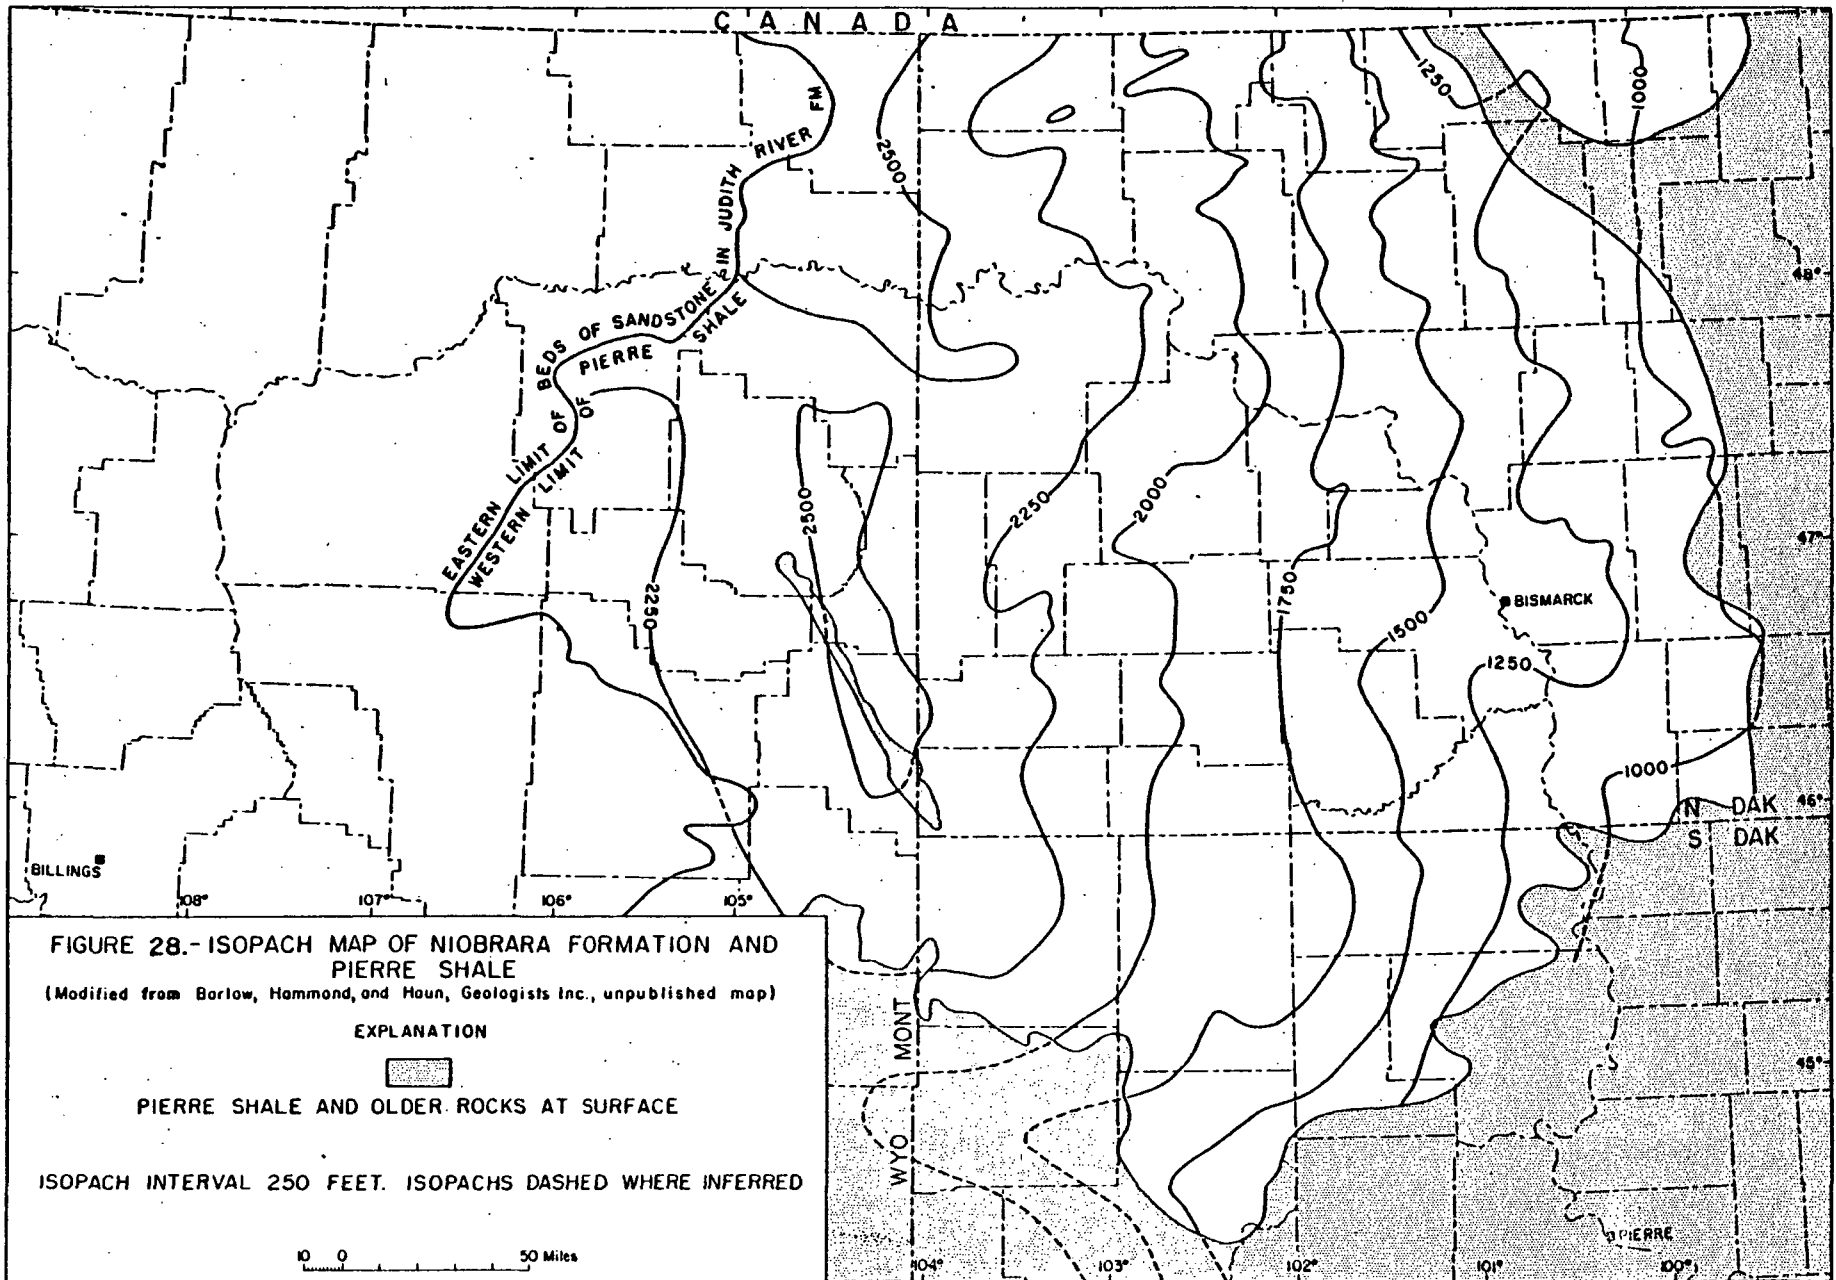 CANADA
1250
1000
RIVER FM
2500
IN JUDITH
48°
BEDS OF SANDSTONE
PIERRE SHALE
OF
OF
EASTERN LIMIT
WESTERN LIMIT
2500
2250
2000
47°
2250
1750
BISMARCK
1500
1250
1000
N DAK
46°
S DAK
BILLINGS
108°
107°
106°
105°
FIGURE 28.- ISOPACH MAP OF NIOBRARA FORMATION AND
PIERRE SHALE
(Modified from Barlow, Hammond, and Haun, Geologists Inc., unpublished map)
EXPLANATION
MONT
45°
PIERRE SHALE AND OLDER ROCKS AT SURFACE
WYO
ISOPACH INTERVAL 250 FEET. ISOPACHS DASHED WHERE INFERRED
PIERRE
10 0 50 Miles
104°
103°
102°
101°
100°